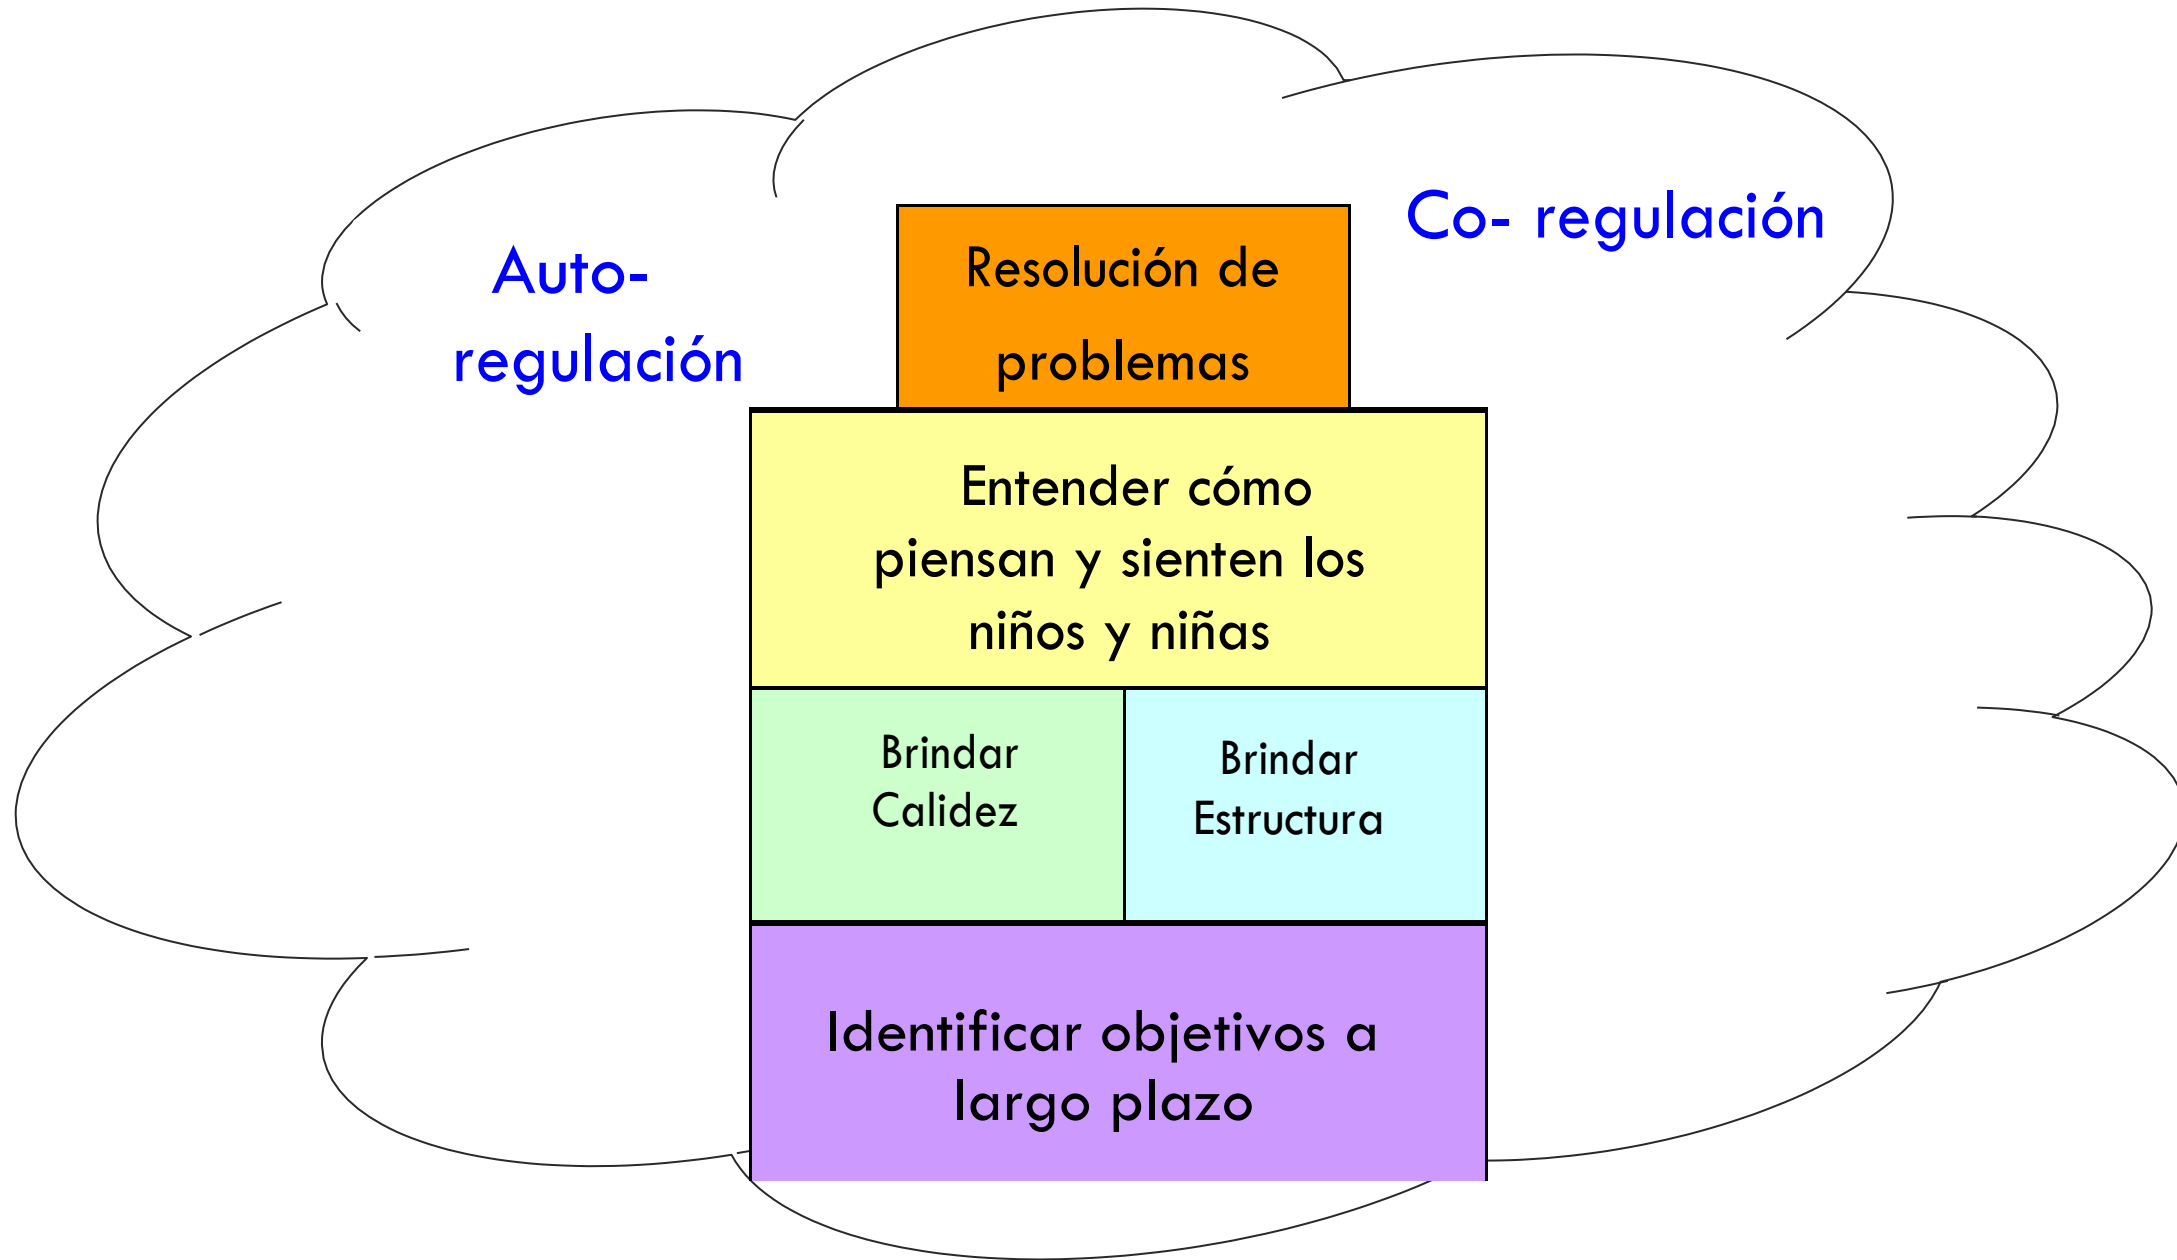 Auto-
regulación
Co- regulación
Resolución de
problemas
Entender cómo
piensan y sienten los
niños y niñas
Brindar
Calidez
Brindar
Estructura
Identificar objetivos a
largo plazo